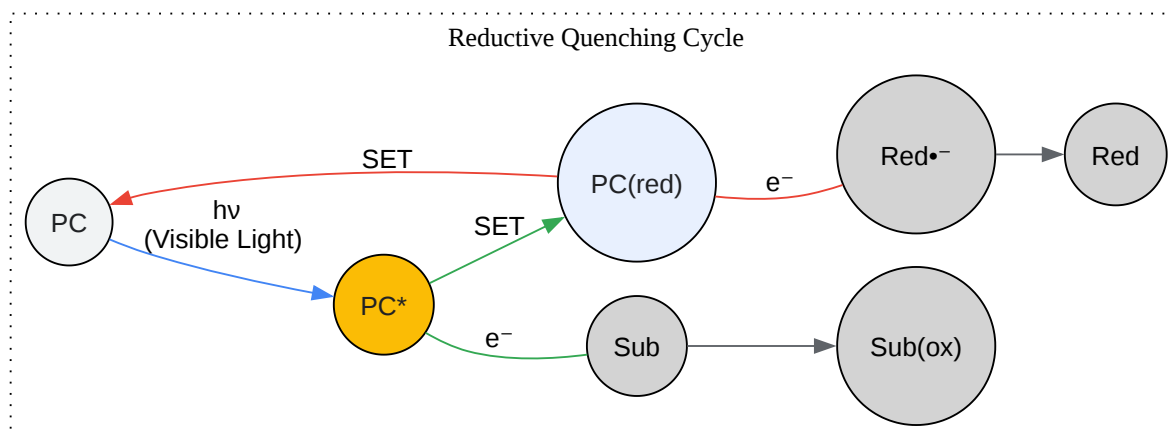 Reductive Quenching Cycle
SET
PC(red)
e⁻
Red•⁻
Red
PC
hν
(Visible Light)
SET
PC*
e⁻
Sub
Sub(ox)